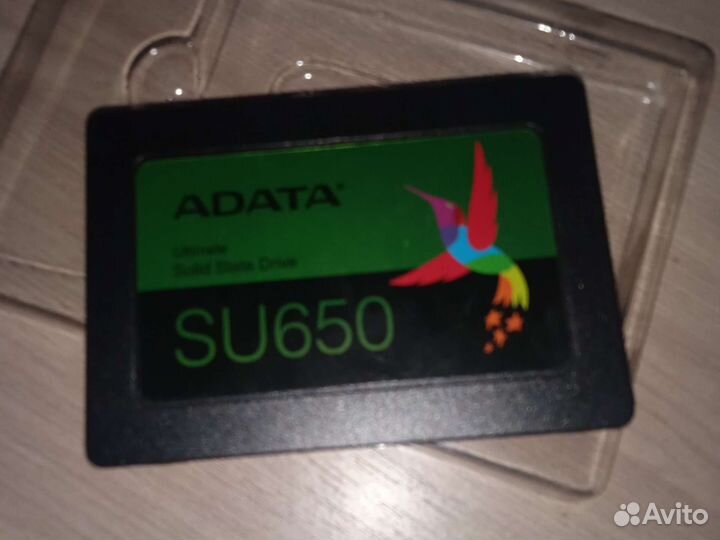 ADATA
Ultimate
Solid State Drive
SU650
Avito